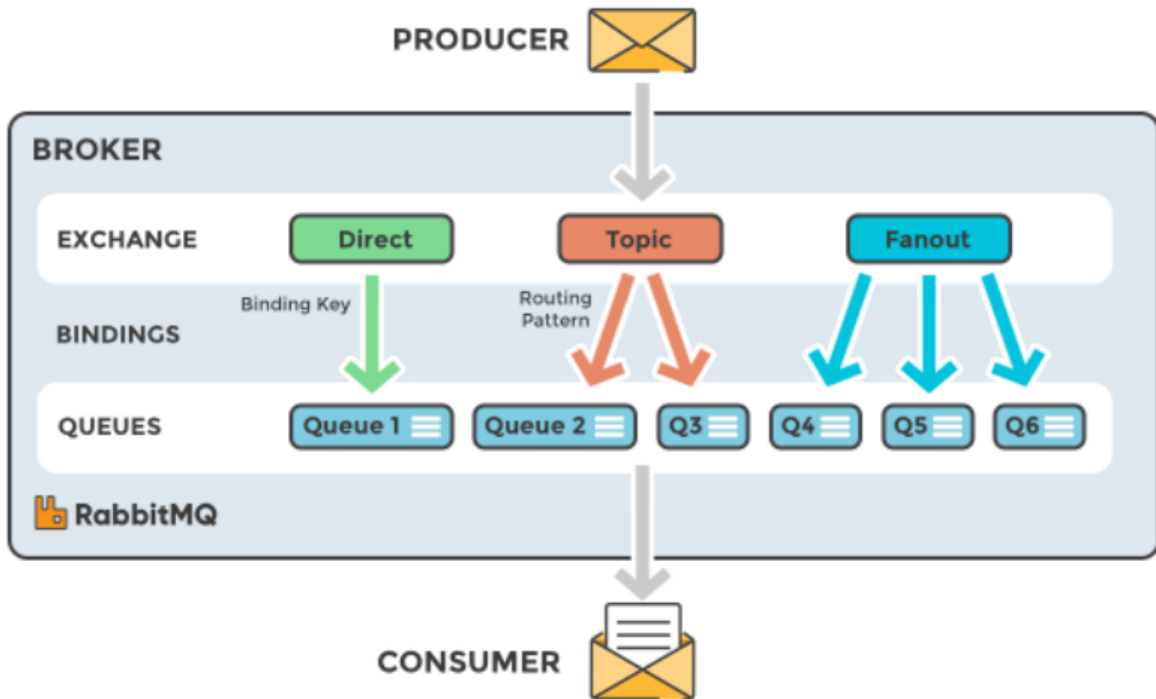 PRODUCER
BROKER
EXCHANGE
Direct
Topic
Fanout
Binding Key
Routing
Pattern
BINDINGS
QUEUES
Queue 1
Queue 2
Q3
Q4
Q5
Q6
RabbitMQ
CONSUMER